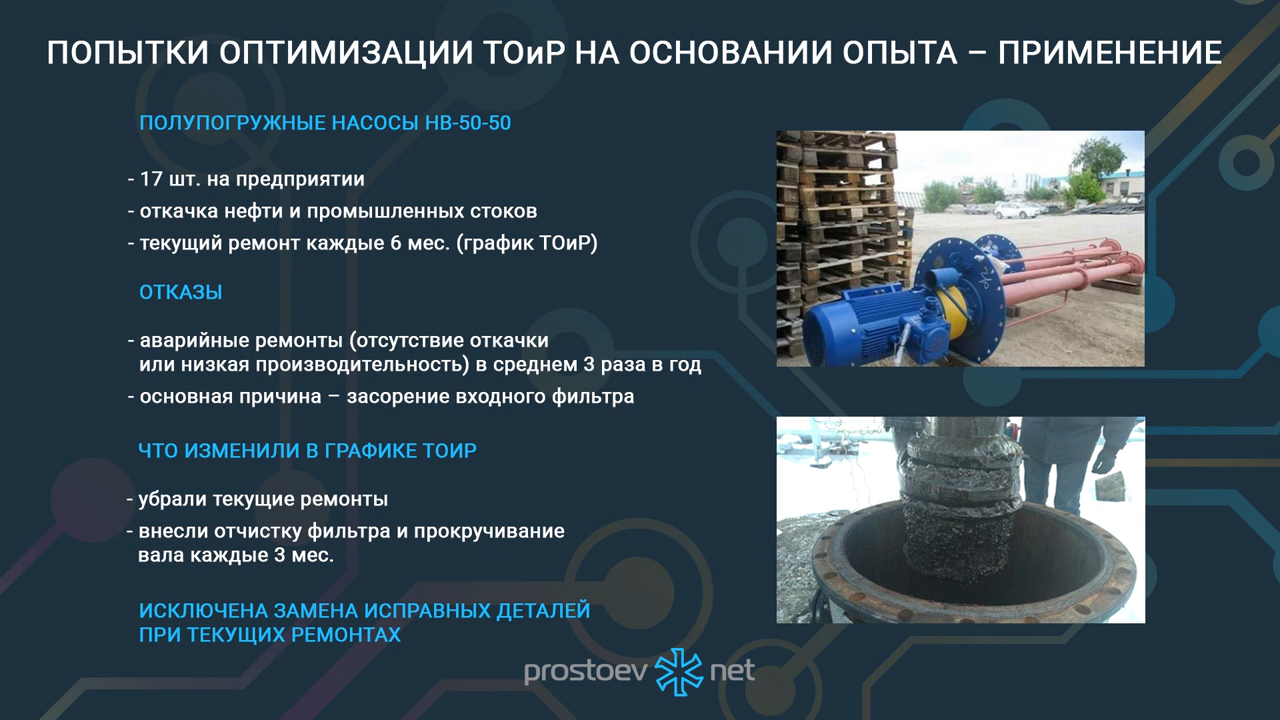 ПОПЫТКИ ОПТИМИЗАЦИИ ТОиР НА ОСНОВАНИИ ОПЫТА – ПРИМЕНЕНИЕ
ПОЛУПОГРУЖНЫЕ НАСОСЫ НВ-50-50
- 17 шт. на предприятии
- откачка нефти и промышленных стоков
- текущий ремонт каждые 6 мес. (график ТОиР)
ОТКАЗЫ
- аварийные ремонты (отсутствие откачки
или низкая производительность) в среднем 3 раза в год
- основная причина – засорение входного фильтра
ЧТО ИЗМЕНИЛИ В ГРАФИКЕ ТОИР
- убрали текущие ремонты
- внесли отчистку фильтра и прокручивание
вала каждые 3 мес.
ИСКЛЮЧЕНА ЗАМЕНА ИСПРАВНЫХ ДЕТАЛЕЙ
ПРИ ТЕКУЩИХ РЕМОНТАХ
prostoev net